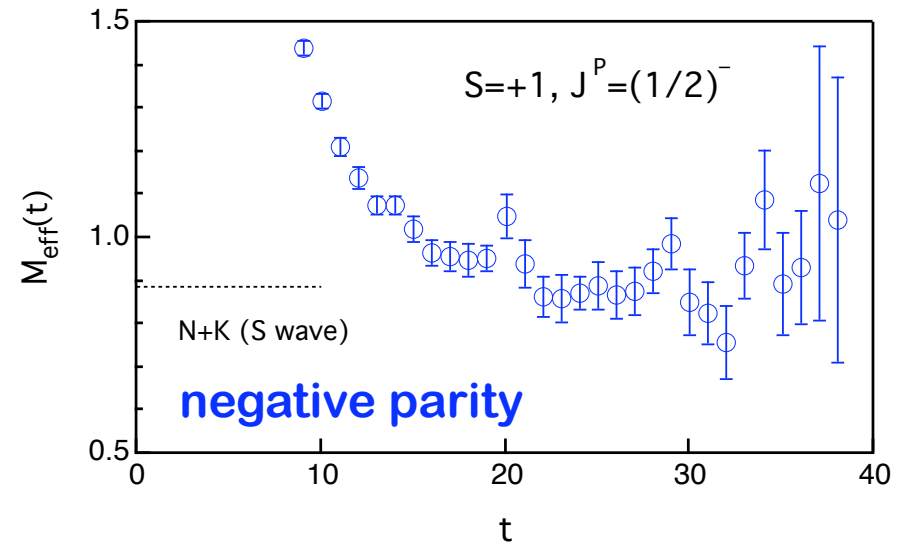 1.5
S=+1, J^P=(1/2)^–
M_eff(t)
1.0
N+K (S wave)
negative parity
0.5
0 10 20 30 40
t